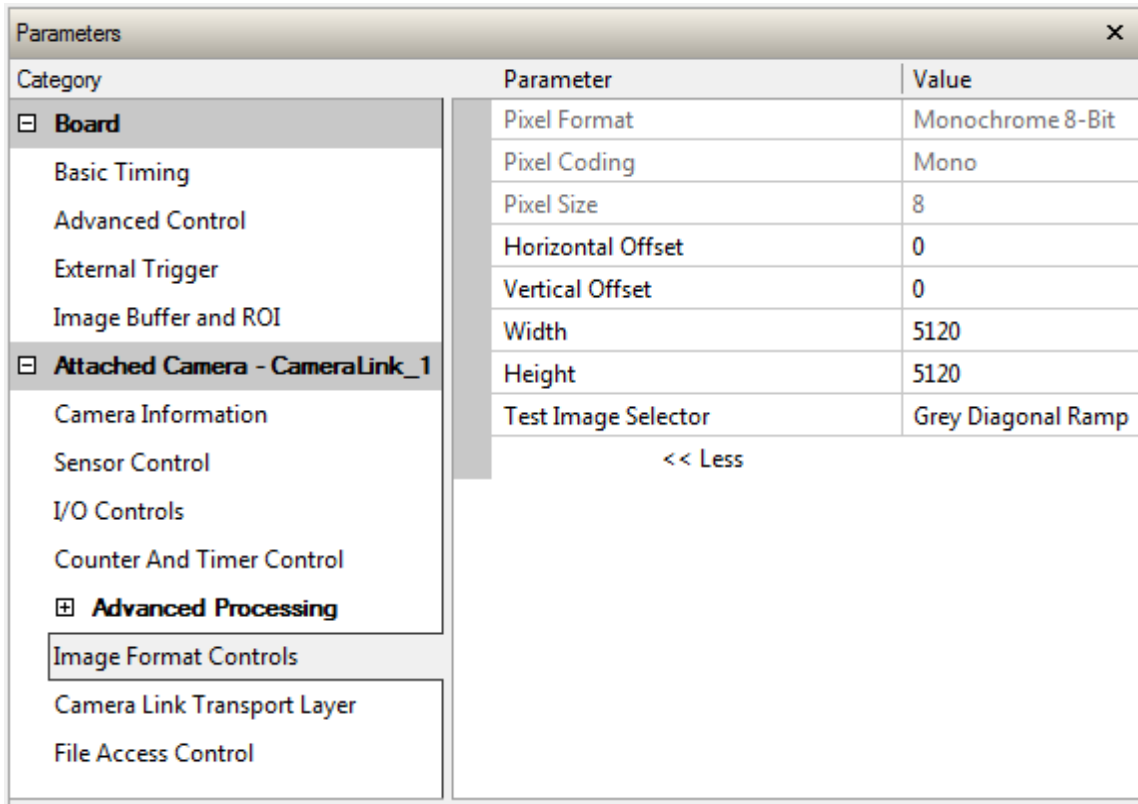 Parameters
Category
Parameter Value
Board
Basic Timing
Advanced Control
External Trigger
Image Buffer and ROI
Attached Camera - CameraLink_1
Camera Information
Sensor Control
I/O Controls
Counter And Timer Control
Advanced Processing
Image Format Controls
Camera Link Transport Layer
File Access Control
Pixel Format Monochrome 8-Bit
Pixel Coding Mono
Pixel Size 8
Horizontal Offset 0
Vertical Offset 0
Width 5120
Height 5120
Test Image Selector Grey Diagonal Ramp
<< Less